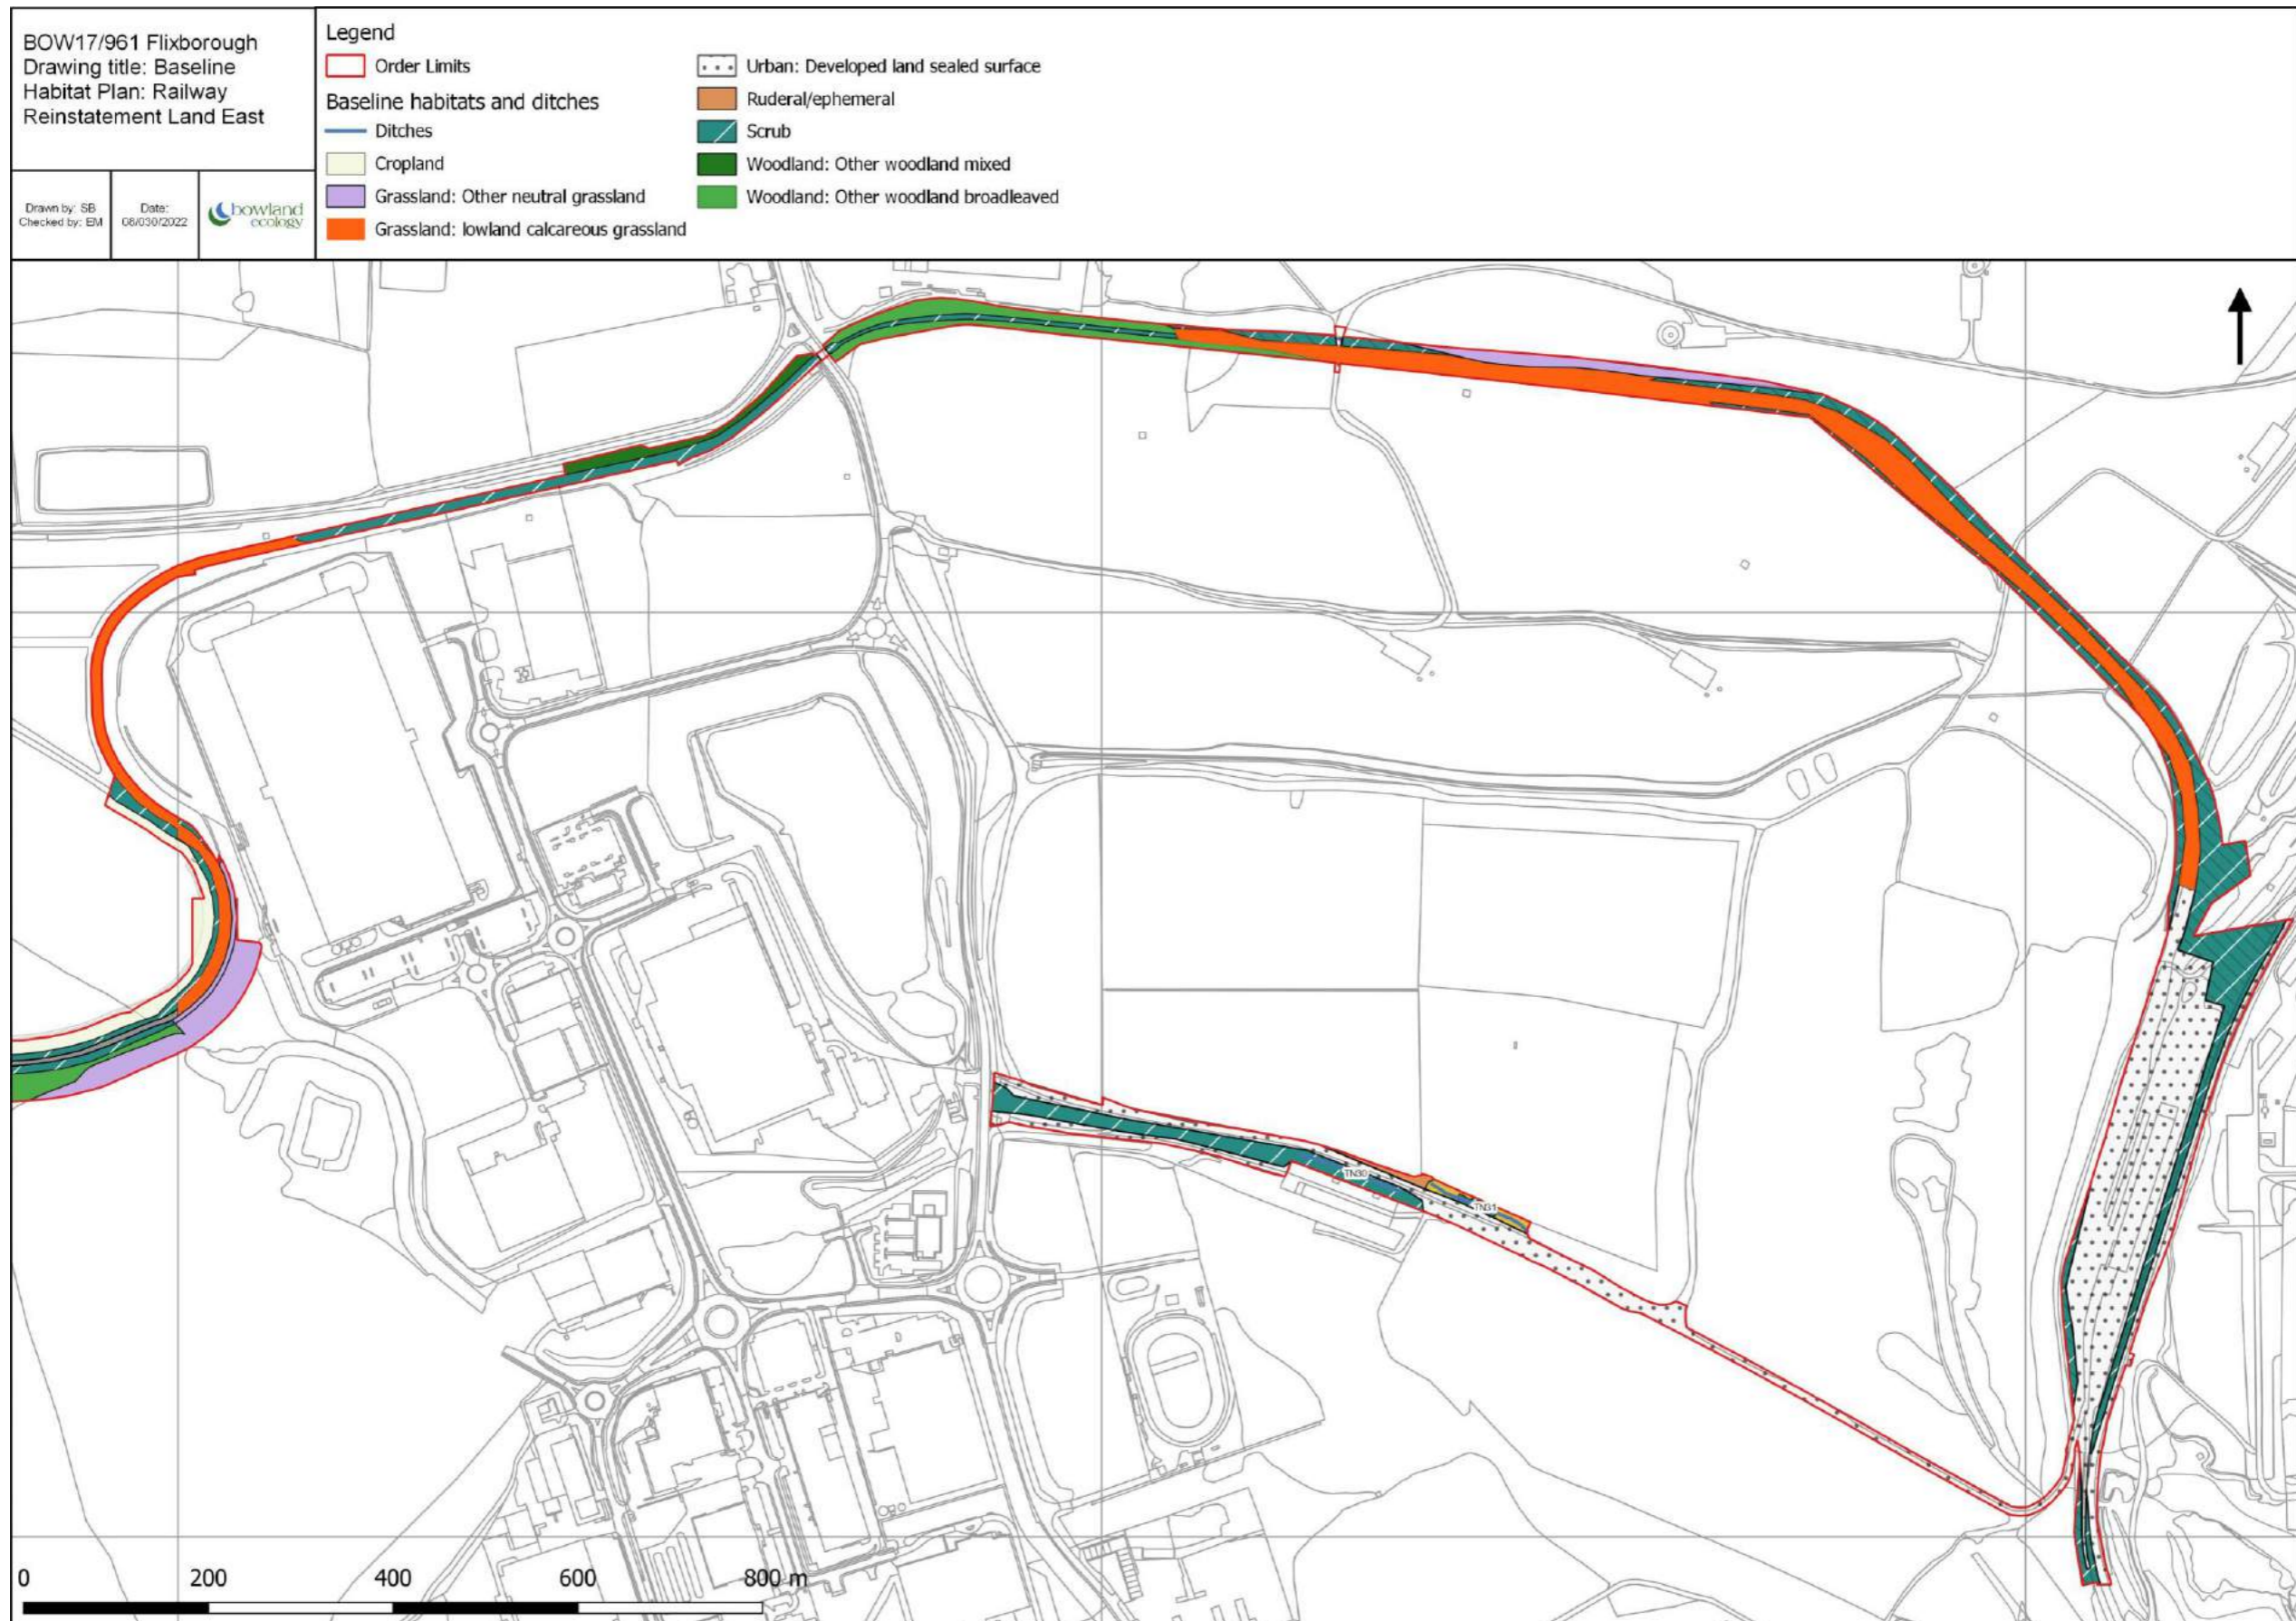 BOW17/961 Flixborough
Drawing title: Baseline
Habitat Plan: Railway
Reinstatement Land East
Drawn by: SB
Checked by: EM
Date:
08/030/2022
bowland
ecology
Legend
Order Limits
Baseline habitats and ditches
Ditches
Cropland
Grassland: Other neutral grassland
Grassland: lowland calcareous grassland
Urban: Developed land sealed surface
Ruderal/ephemeral
Scrub
Woodland: Other woodland mixed
Woodland: Other woodland broadleaved
TN30
TN31
0 200 400 600 800 m